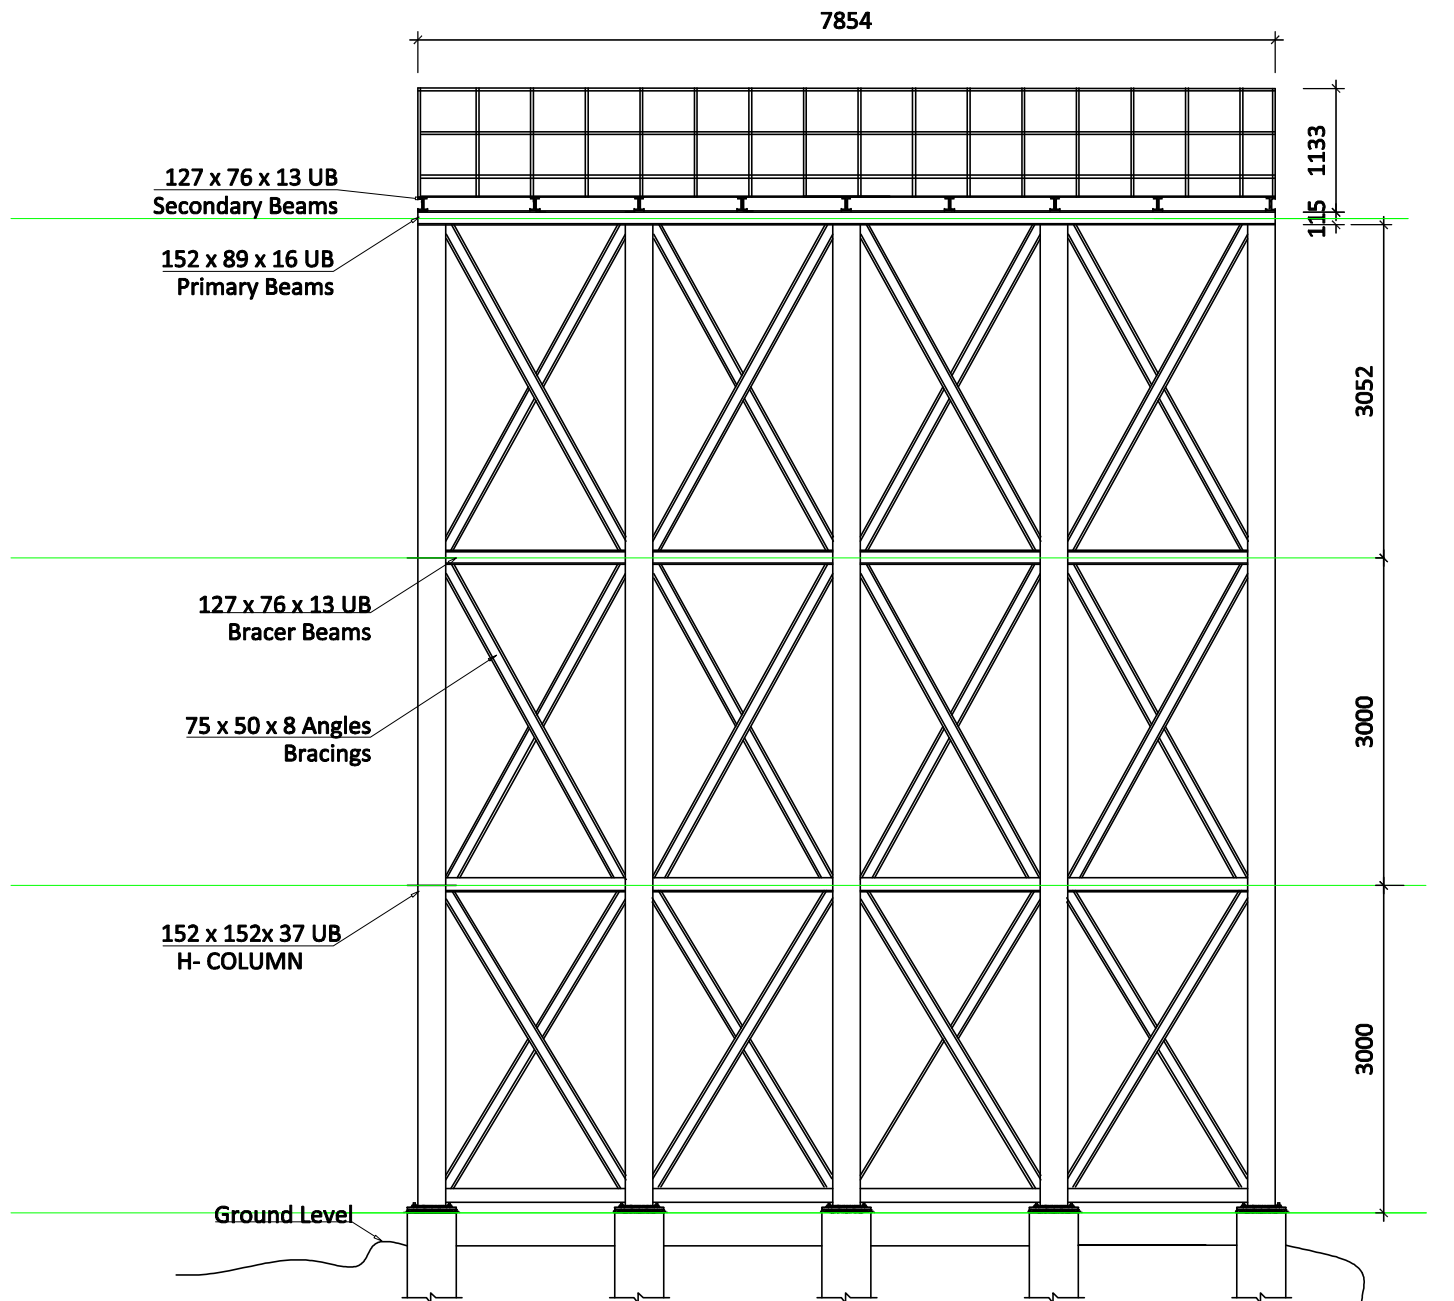 7854
1133
127 x 76 x 13 UB
Secondary Beams
115
152 x 89 x 16 UB
Primary Beams
3052
127 x 76 x 13 UB
Bracer Beams
75 x 50 x 8 Angles
Bracings
3000
152 x 152x 37 UB
H- COLUMN
3000
Ground Level